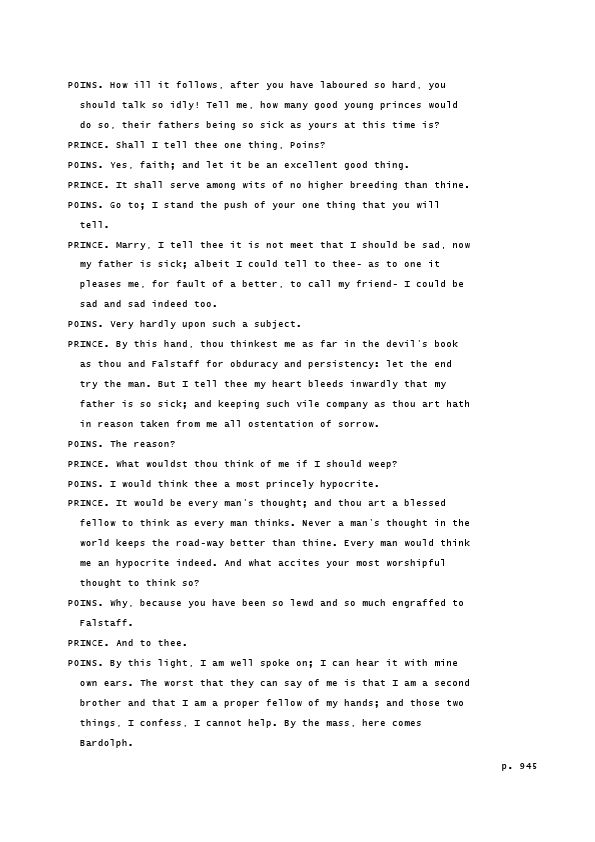 POINS. How ill it follows, after you have laboured so hard, you
should talk so idly! Tell me, how many good young princes would
do so, their fathers being so sick as yours at this time is?
PRINCE. Shall I tell thee one thing, Poins?
POINS. Yes, faith; and let it be an excellent good thing.
PRINCE. It shall serve among wits of no higher breeding than thine.
POINS. Go to; I stand the push of your one thing that you will
tell.
PRINCE. Marry, I tell thee it is not meet that I should be sad, now
my father is sick; albeit I could tell to thee- as to one it
pleases me, for fault of a better, to call my friend- I could be
sad and sad indeed too.
POINS. Very hardly upon such a subject.
PRINCE. By this hand, thou thinkest me as far in the devil's book
as thou and Falstaff for obduracy and persistency: let the end
try the man. But I tell thee my heart bleeds inwardly that my
father is so sick; and keeping such vile company as thou art hath
in reason taken from me all ostentation of sorrow.
POINS. The reason?
PRINCE. What wouldst thou think of me if I should weep?
POINS. I would think thee a most princely hypocrite.
PRINCE. It would be every man's thought; and thou art a blessed
fellow to think as every man thinks. Never a man's thought in the
world keeps the road-way better than thine. Every man would think
me an hypocrite indeed. And what accites your most worshipful
thought to think so?
POINS. Why, because you have been so lewd and so much engraffed to
Falstaff.
PRINCE. And to thee.
POINS. By this light, I am well spoke on; I can hear it with mine
own ears. The worst that they can say of me is that I am a second
brother and that I am a proper fellow of my hands; and those two
things, I confess, I cannot help. By the mass, here comes
Bardolph.
p. 945